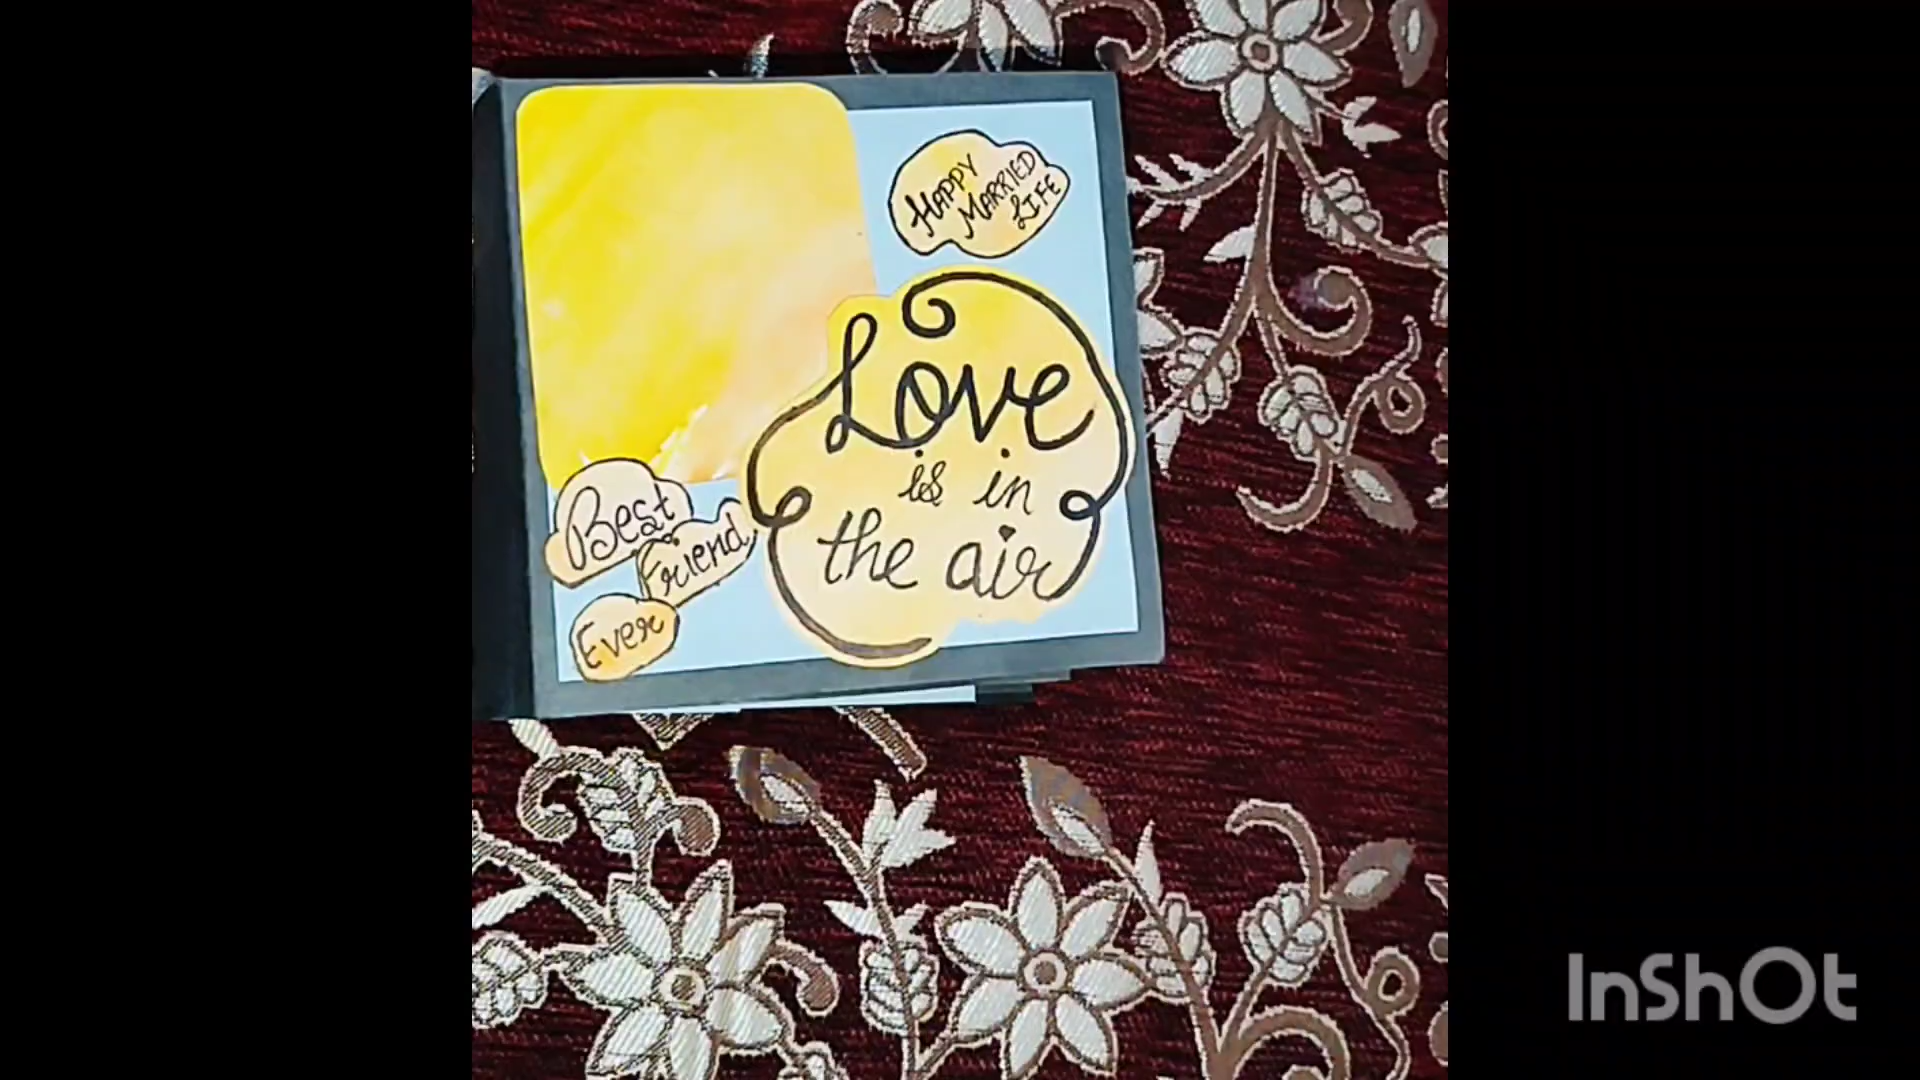 HAPPY
MARRIED
LIFE
Love
is in
the air
Best
Friend
Ever
InShOt